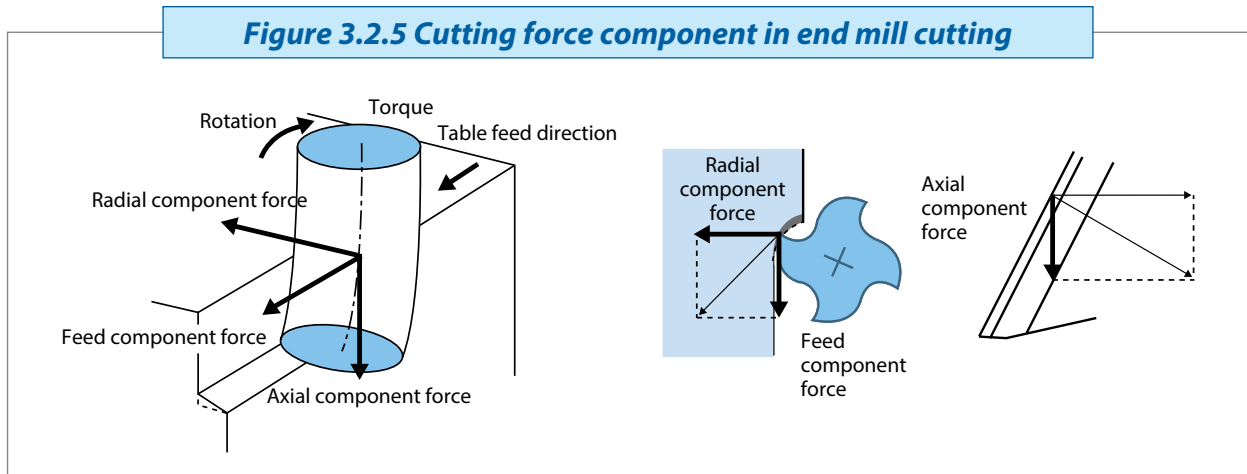 Figure 3.2.5 Cutting force component in end mill cutting
Torque
Rotation
Table feed direction
Radial component force
Feed component force
Axial component force
Radial
component
force
Feed
component
force
Axial
component
force